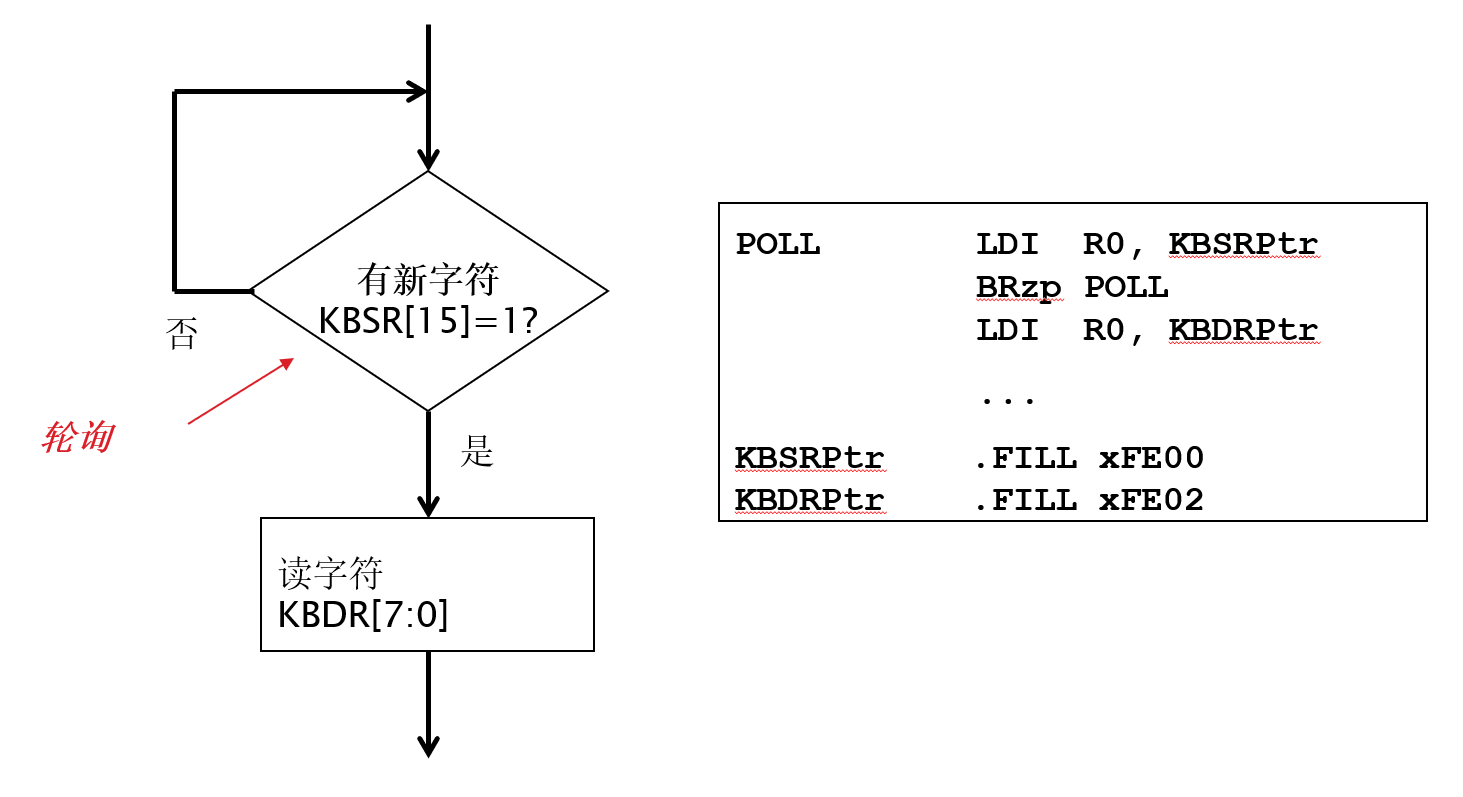 有新字符
KBSR[15]=1?
否
轮询
是
读字符
KBDR[7:0]
POLL LDI R0, KBSRPtr
BRzp POLL
LDI R0, KBDRPtr
...
KBSRPtr .FILL xFE00
KBDRPtr .FILL xFE02